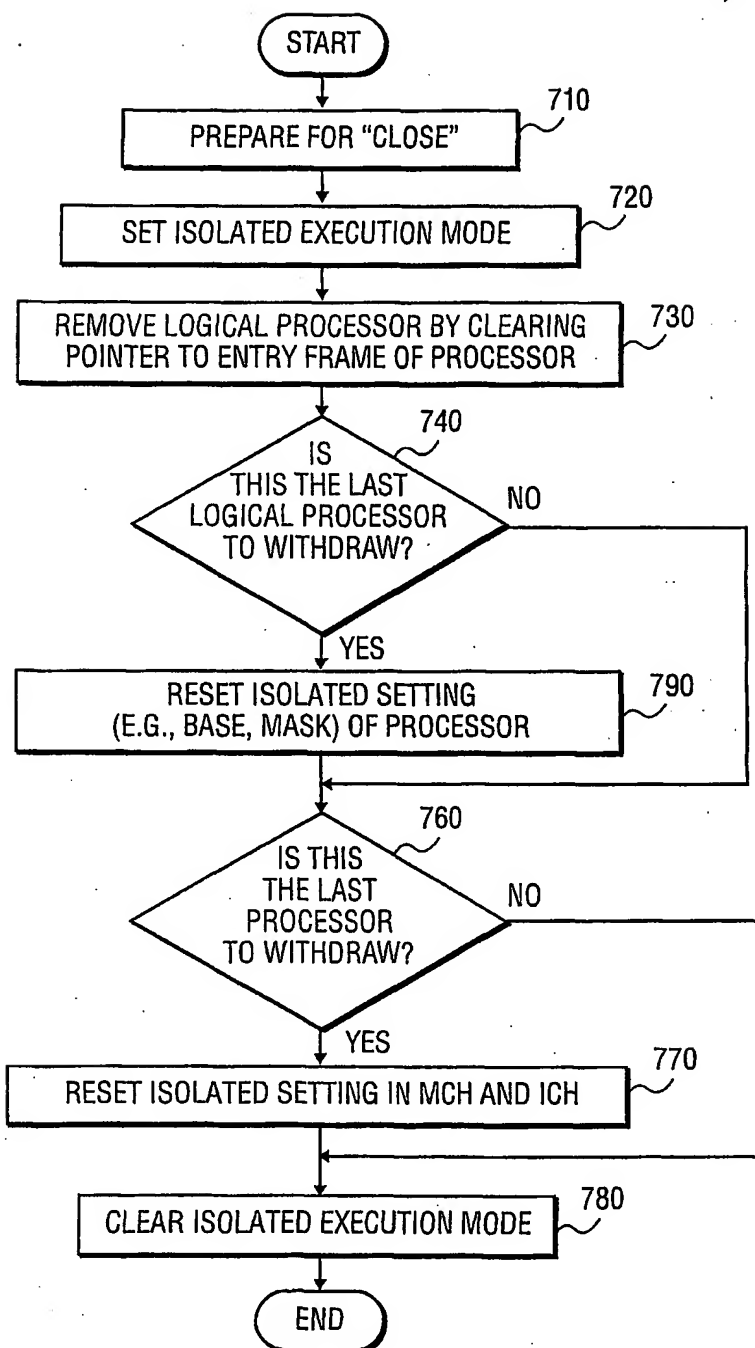 START
710
PREPARE FOR "CLOSE"
720
SET ISOLATED EXECUTION MODE
730
REMOVE LOGICAL PROCESSOR BY CLEARING
POINTER TO ENTRY FRAME OF PROCESSOR
740
IS
THIS THE LAST
LOGICAL PROCESSOR
TO WITHDRAW?
NO
YES
790
RESET ISOLATED SETTING
(E.G., BASE, MASK) OF PROCESSOR
760
IS THIS
THE LAST
PROCESSOR
TO WITHDRAW?
NO
YES
770
RESET ISOLATED SETTING IN MCH AND ICH
780
CLEAR ISOLATED EXECUTION MODE
END